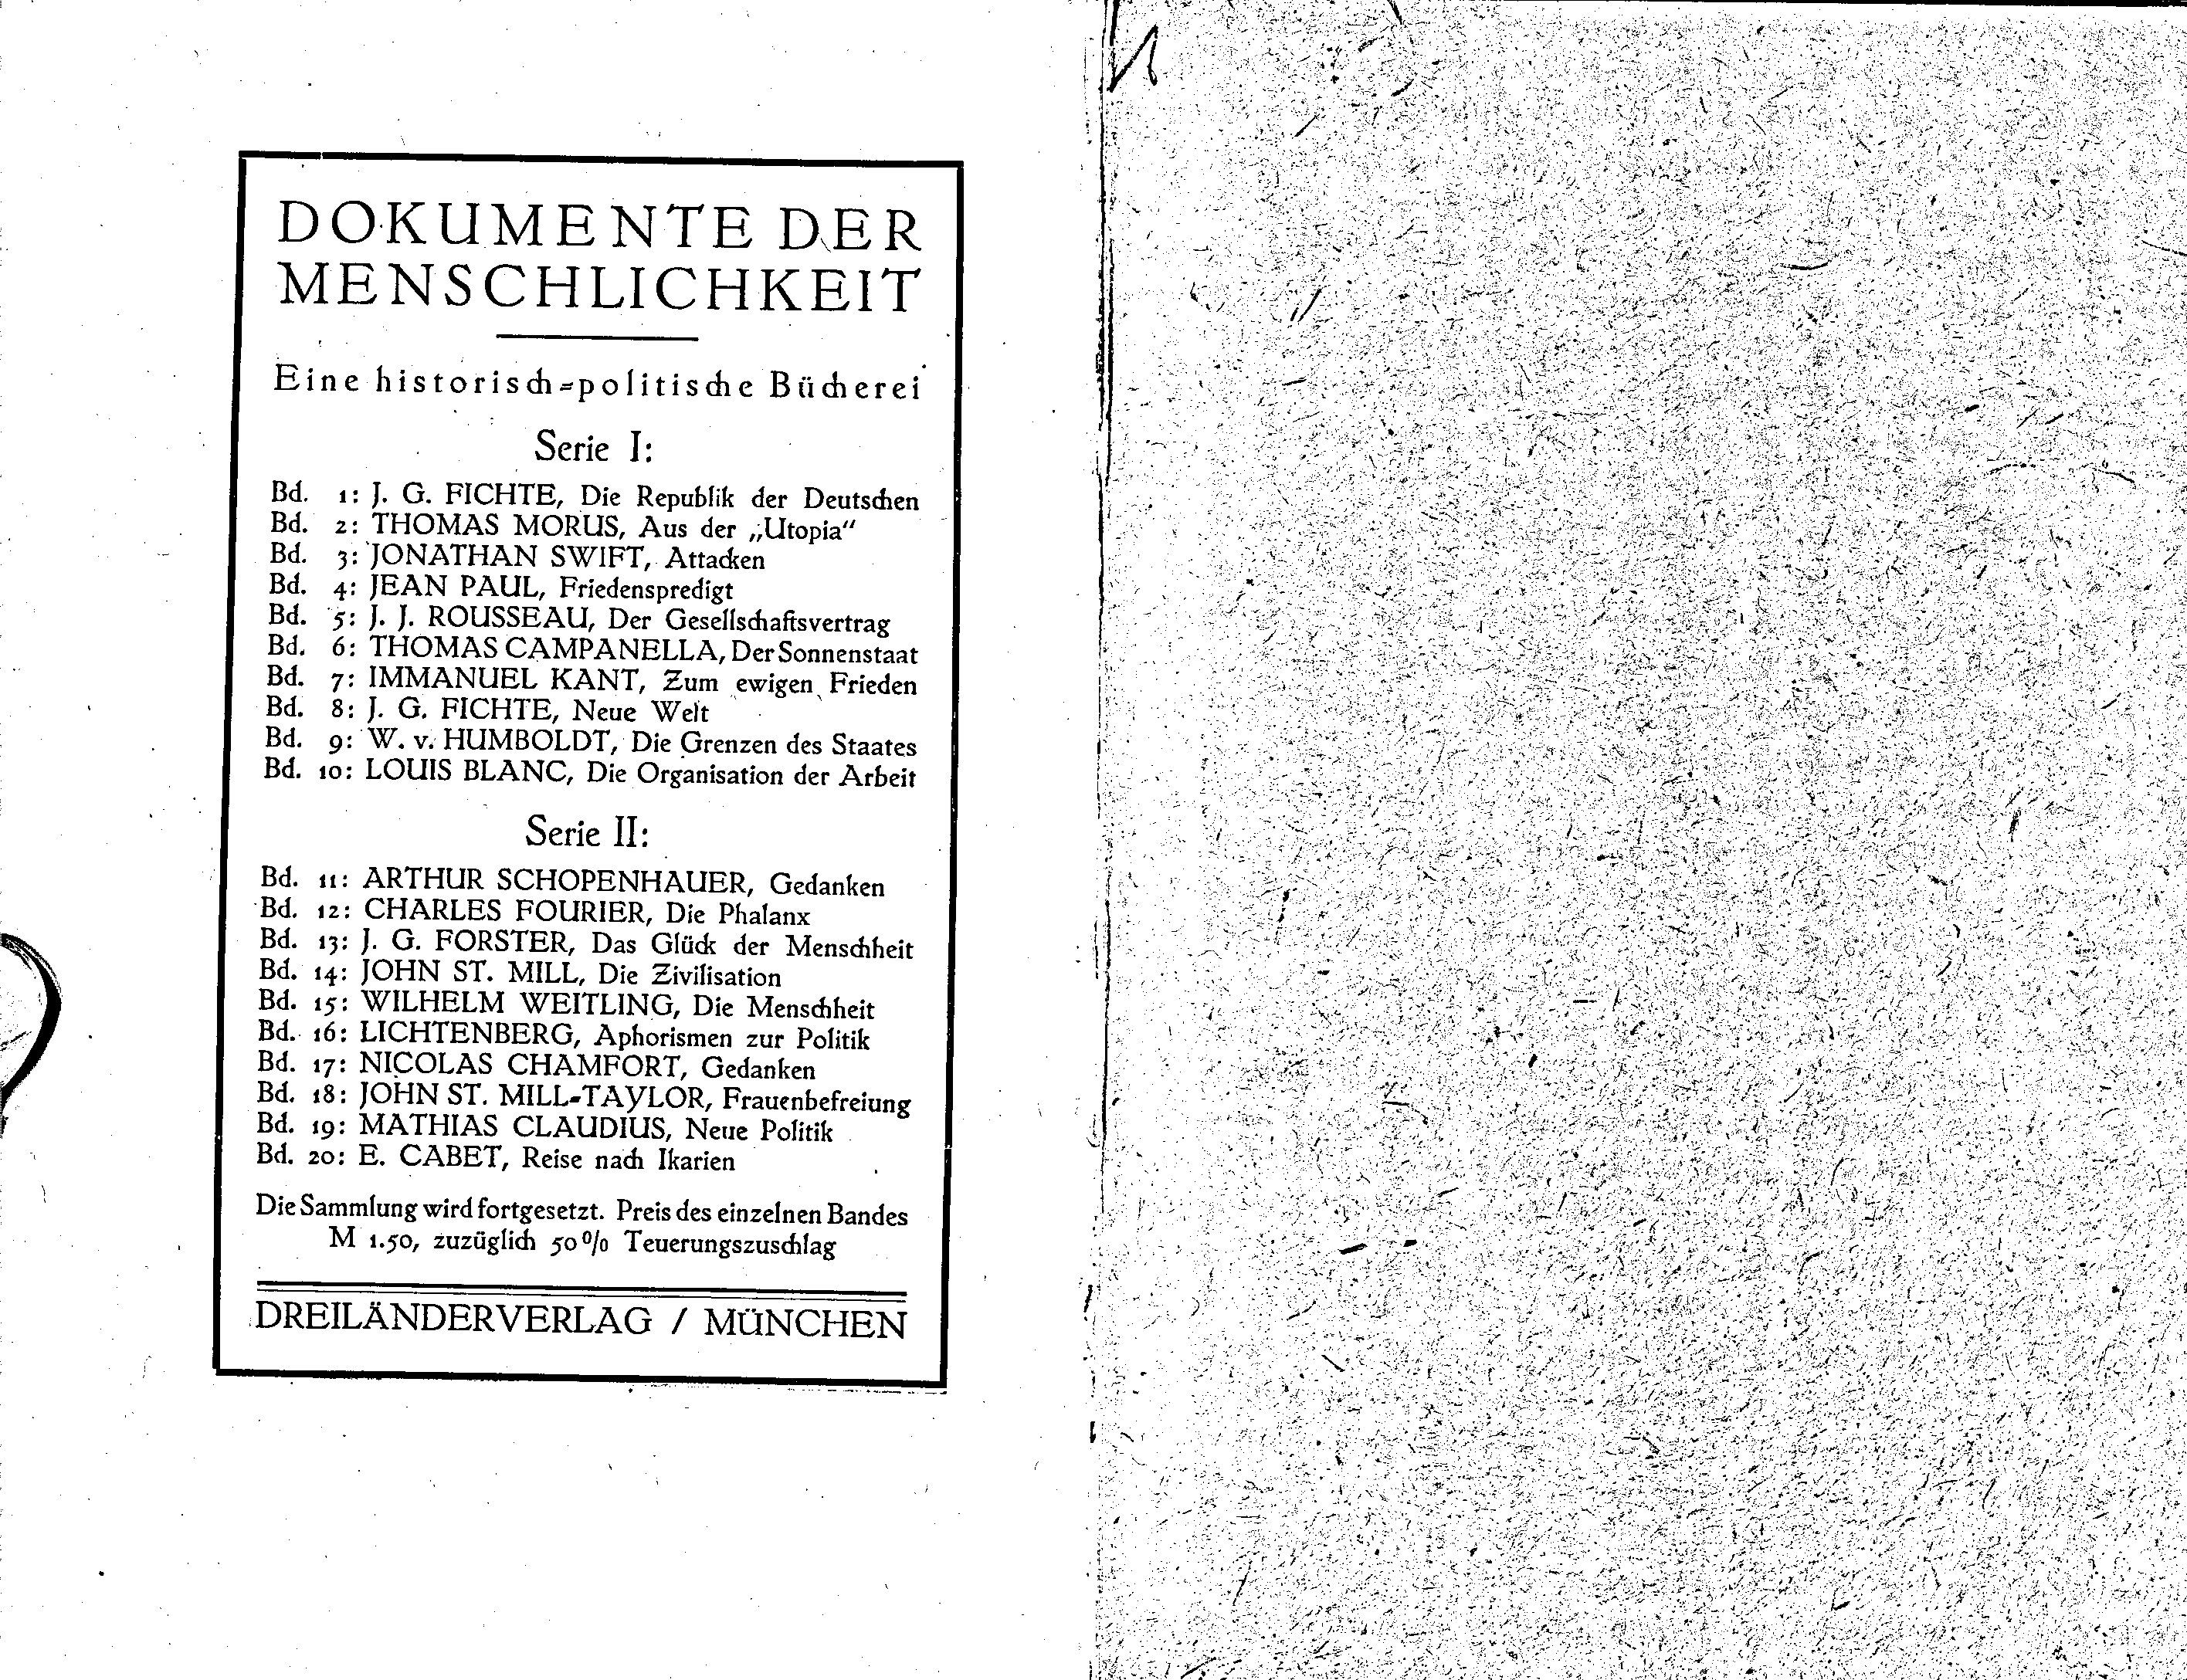 DOKUMENTE DER
MENSCHLICHKEIT
Eine historisch-politische Bücherei
Serie I:
Bd. 1: J. G. FICHTE, Die Republik der Deutschen
Bd. 2: THOMAS MORUS, Aus der „Utopia“
Bd. 3: JONATHAN SWIFT, Attacken
Bd. 4: JEAN PAUL, Friedenspredigt
Bd. 5: J. J. ROUSSEAU, Der Gesellschaftsvertrag
Bd. 6: THOMAS CAMPANELLA, Der Sonnenstaat
Bd. 7: IMMANUEL KANT, Zum ewigen Frieden
Bd. 8: J. G. FICHTE, Neue Welt
Bd. 9: W. v. HUMBOLDT, Die Grenzen des Staates
Bd. 10: LOUIS BLANC, Die Organisation der Arbeit
Serie II:
Bd. 11: ARTHUR SCHOPENHAUER, Gedanken
Bd. 12: CHARLES FOURIER, Die Phalanx
Bd. 13: J. G. FORSTER, Das Glück der Menschheit
Bd. 14: JOHN ST. MILL, Die Zivilisation
Bd. 15: WILHELM WEITLING, Die Menschheit
Bd. 16: LICHTENBERG, Aphorismen zur Politik
Bd. 17: NICOLAS CHAMFORT, Gedanken
Bd. 18: JOHN ST. MILL-TAYLOR, Frauenbefreiung
Bd. 19: MATHIAS CLAUDIUS, Neue Politik
Bd. 20: E. CABET, Reise nach Ikarien
Die Sammlung wird fortgesetzt. Preis des einzelnen Bandes
M 1.50, zuzüglich 50% Teuerungszuschlag
DREILÄNDERVERLAG / MÜNCHEN